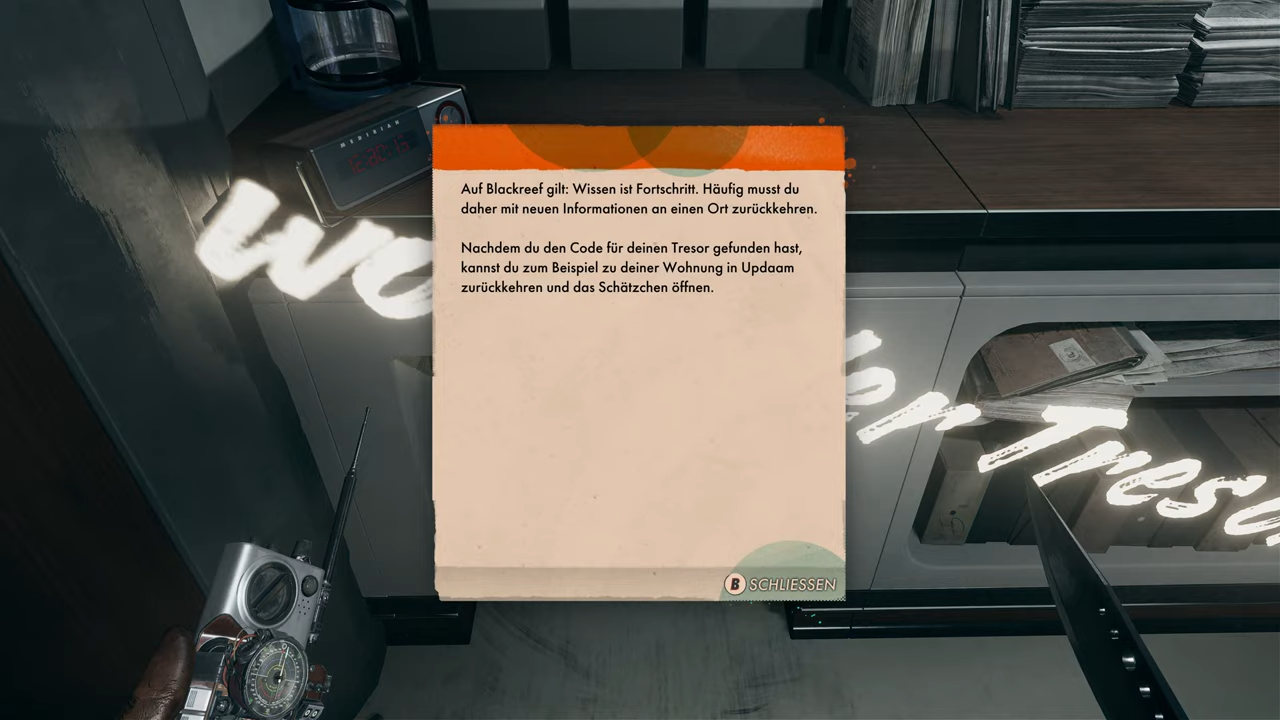 MERIDIAN
Auf Blackreef gilt: Wissen ist Fortschritt. Häufig musst du
daher mit neuen Informationen an einen Ort zurückkehren.
Nachdem du den Code für deinen Tresor gefunden hast,
kannst du zum Beispiel zu deiner Wohnung in Updaam
zurückkehren und das Schätzchen öffnen.
Treso
B SCHLIESSEN